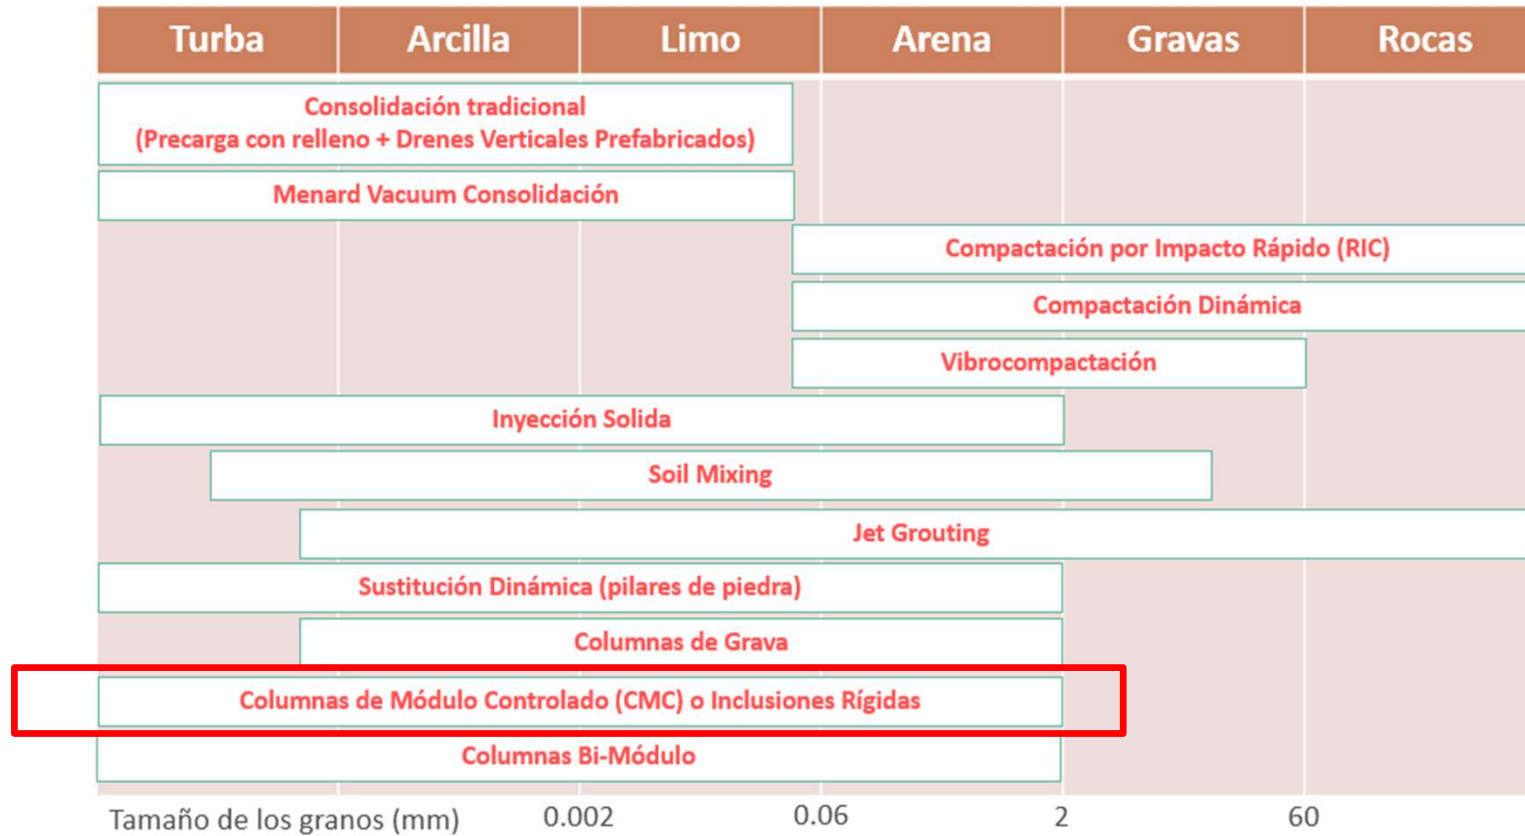 Turba Arcilla Limo Arena Gravas Rocas
Consolidación tradicional
(Precarga con relleno + Drenes Verticales Prefabricados)
Menard Vacuum Consolidación
Compactación por Impacto Rápido (RIC)
Compactación Dinámica
Vibrocompactación
Inyección Solida
Soil Mixing
Jet Grouting
Sustitución Dinámica (pilares de piedra)
Columnas de Grava
Columnas de Módulo Controlado (CMC) o Inclusiones Rígidas
Columnas Bi-Módulo
Tamaño de los granos (mm) 0.002 0.06 2 60